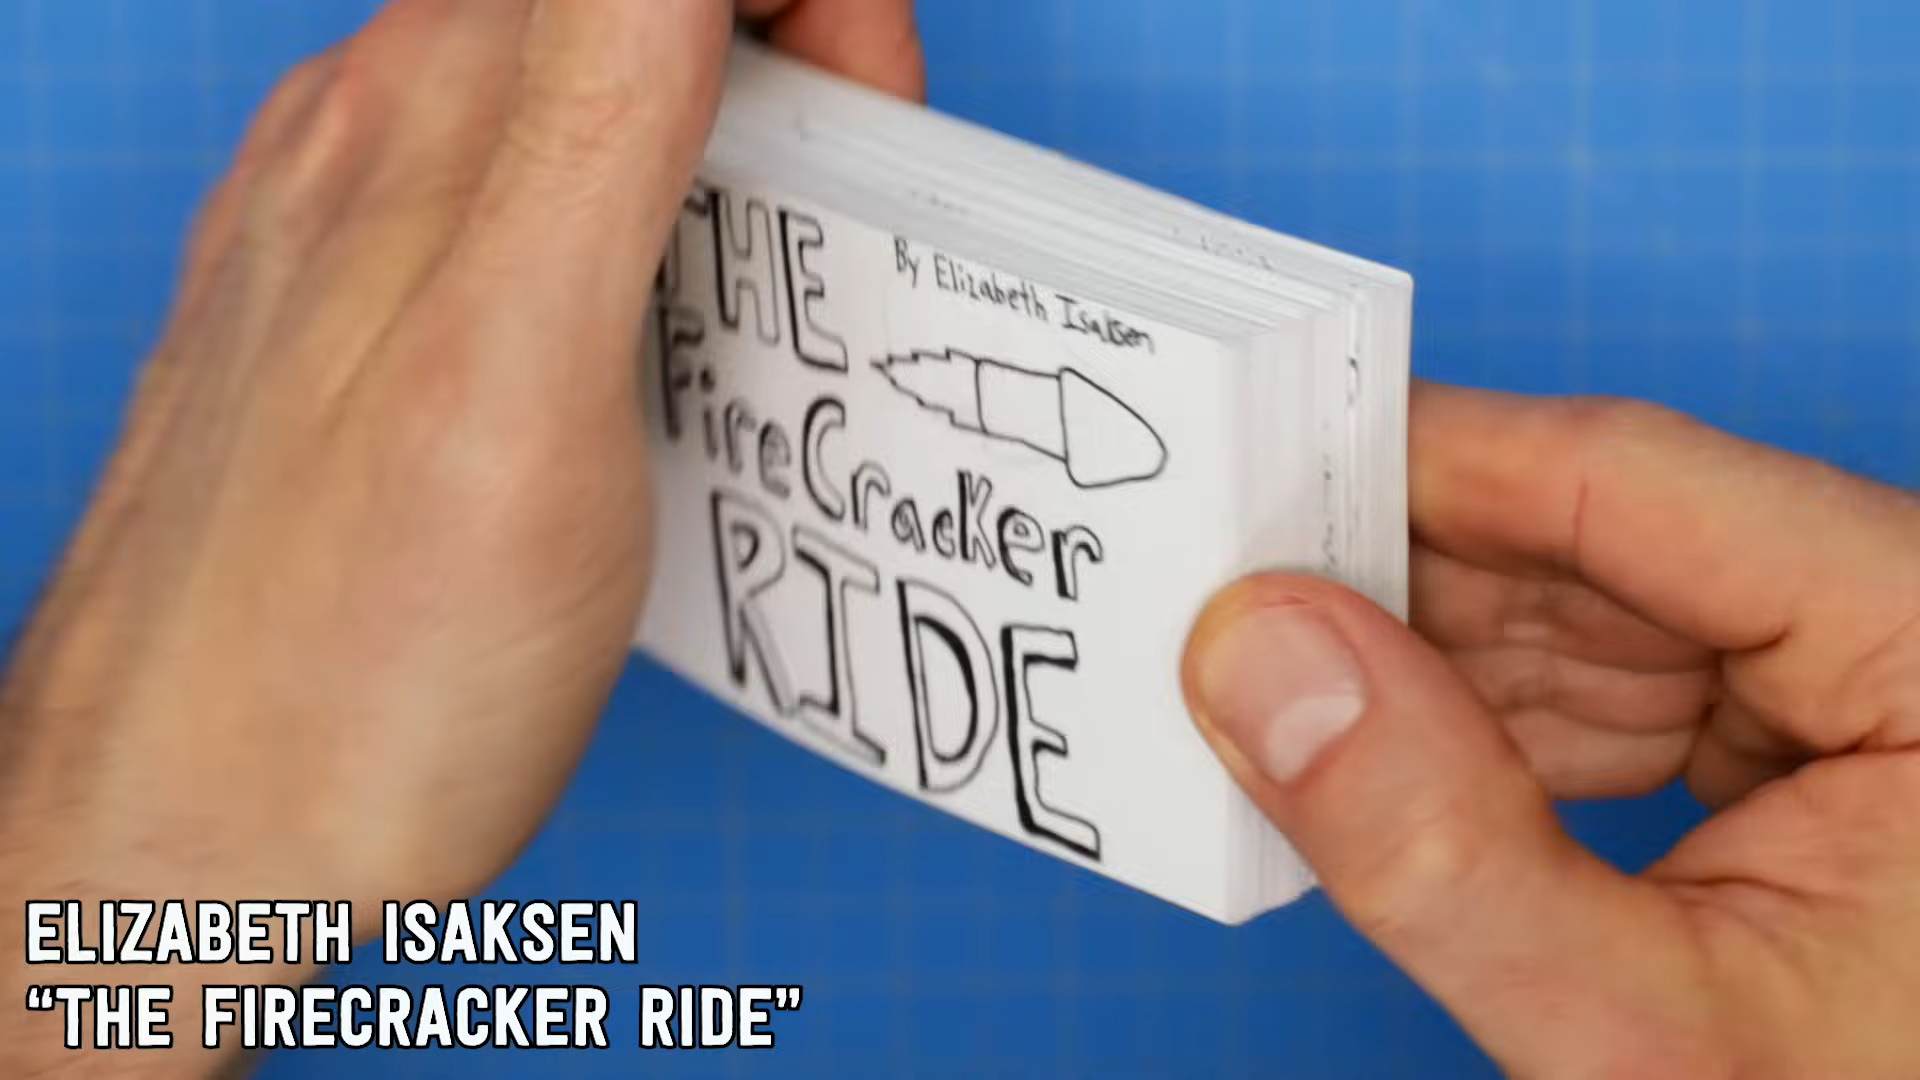 By Elizabeth Isaksen
THE
FireCracker
RIDE
ELIZABETH ISAKSEN
“THE FIRECRACKER RIDE”